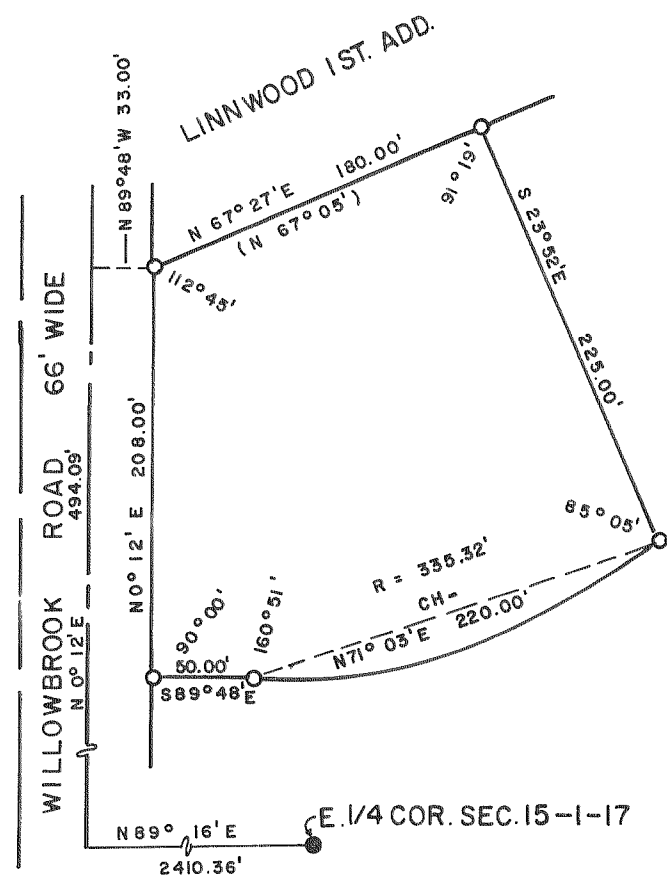 LINNWOOD 1ST. ADD.
N 89°48'W 33.00'
N 67° 27'E 180.00'
(N 67° 05')
91° 19'
112° 45'
S 23°52'E 225.00'
WILLOWBROOK ROAD 66' WIDE
N 0° 12'E 494.09'
N0° 12' E 208.00'
85° 05'
R = 335.32'
CH= 220.00'
N71° 03'E
90°00'
160°51'
50.00'
S89°48'E
E. 1/4 COR. SEC. 15-1-17
N89° 16'E
2410.36'